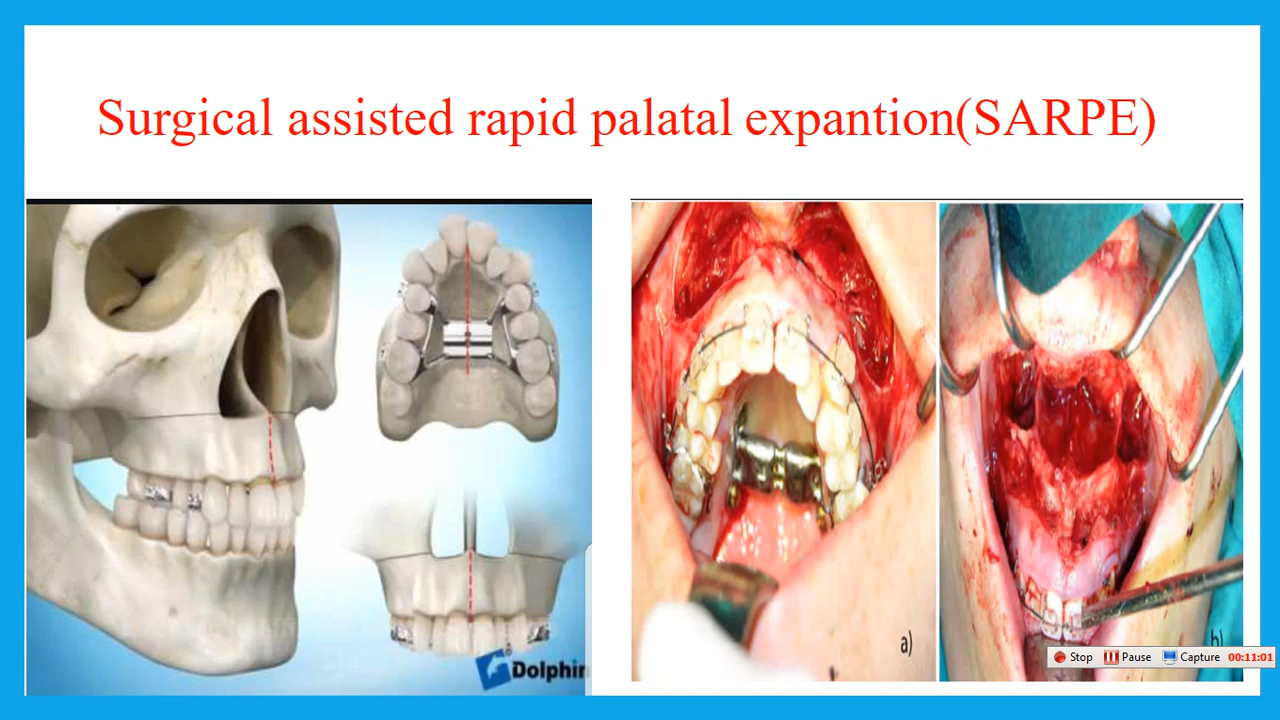 Surgical assisted rapid palatal expantion(SARPE)
Dolphin
a)
b)
Stop Pause Capture 00:11:01